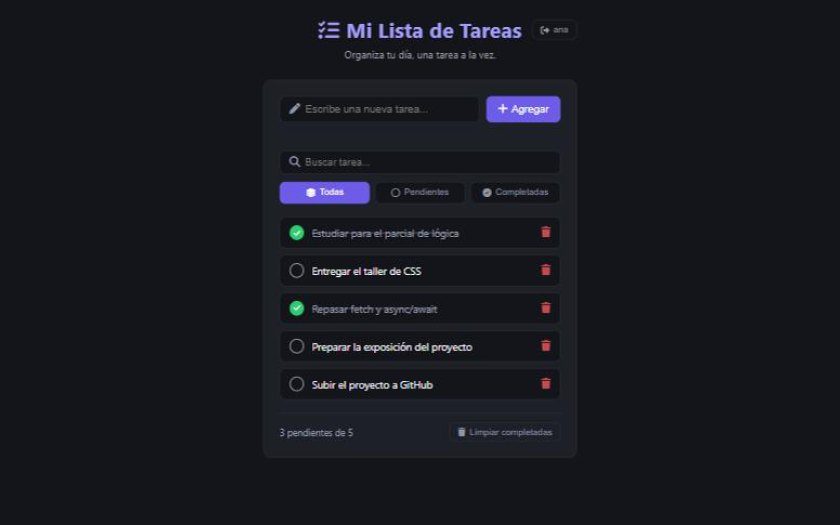 Mi Lista de Tareas
ana
Organiza tu día, una tarea a la vez.
Escribe una nueva tarea...
Agregar
Buscar tarea...
Todas
Pendientes
Completadas
Estudiar para el parcial de lógica
Entregar el taller de CSS
Repasar fetch y async/await
Preparar la exposición del proyecto
Subir el proyecto a GitHub
3 pendientes de 5
Limpiar completadas